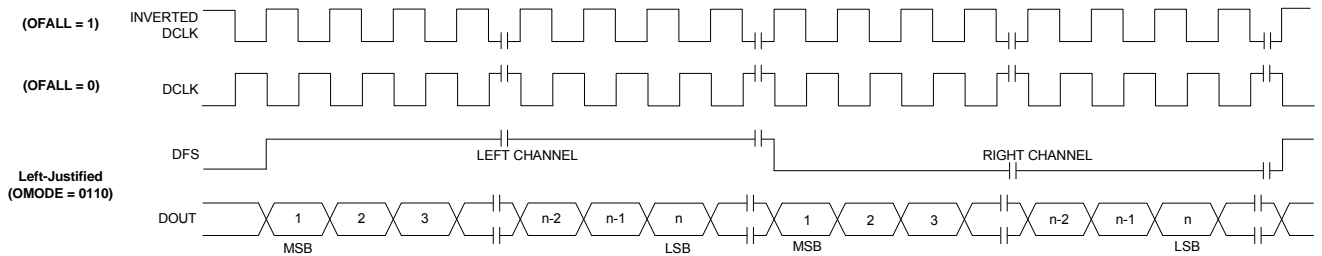 (OFALL = 1)
INVERTED
DCLK
(OFALL = 0)
DCLK
DFS
LEFT CHANNEL
RIGHT CHANNEL
Left-Justified
(OMODE = 0110)
DOUT
1 2 3 n-2 n-1 n 1 2 3 n-2 n-1 n
MSB LSB MSB LSB